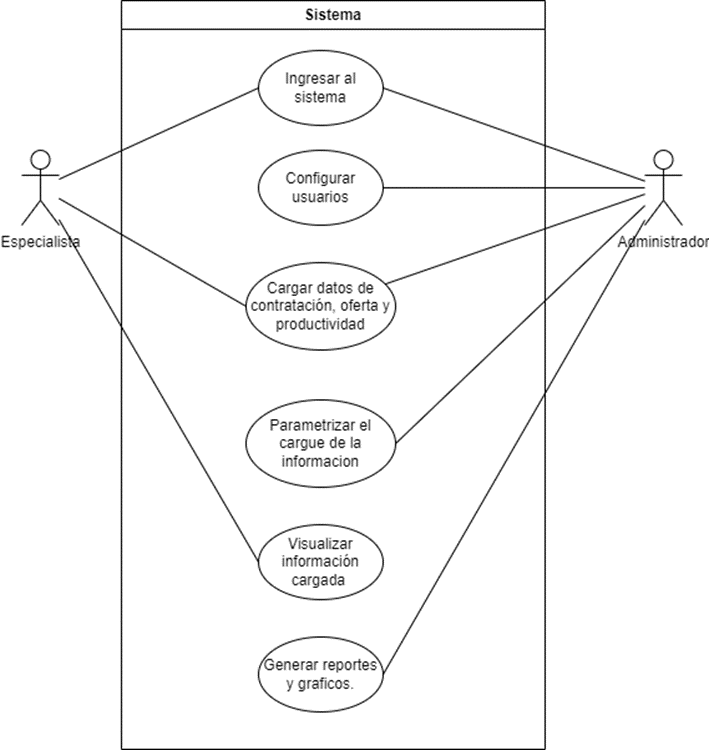 Sistema
Ingresar al
sistema
Configurar
usuarios
Especialista
Administrador
Cargar datos de
contratación, oferta y
productividad
Parametrizar el
cargue de la
informacion
Visualizar
información
cargada
Generar reportes
y graficos.